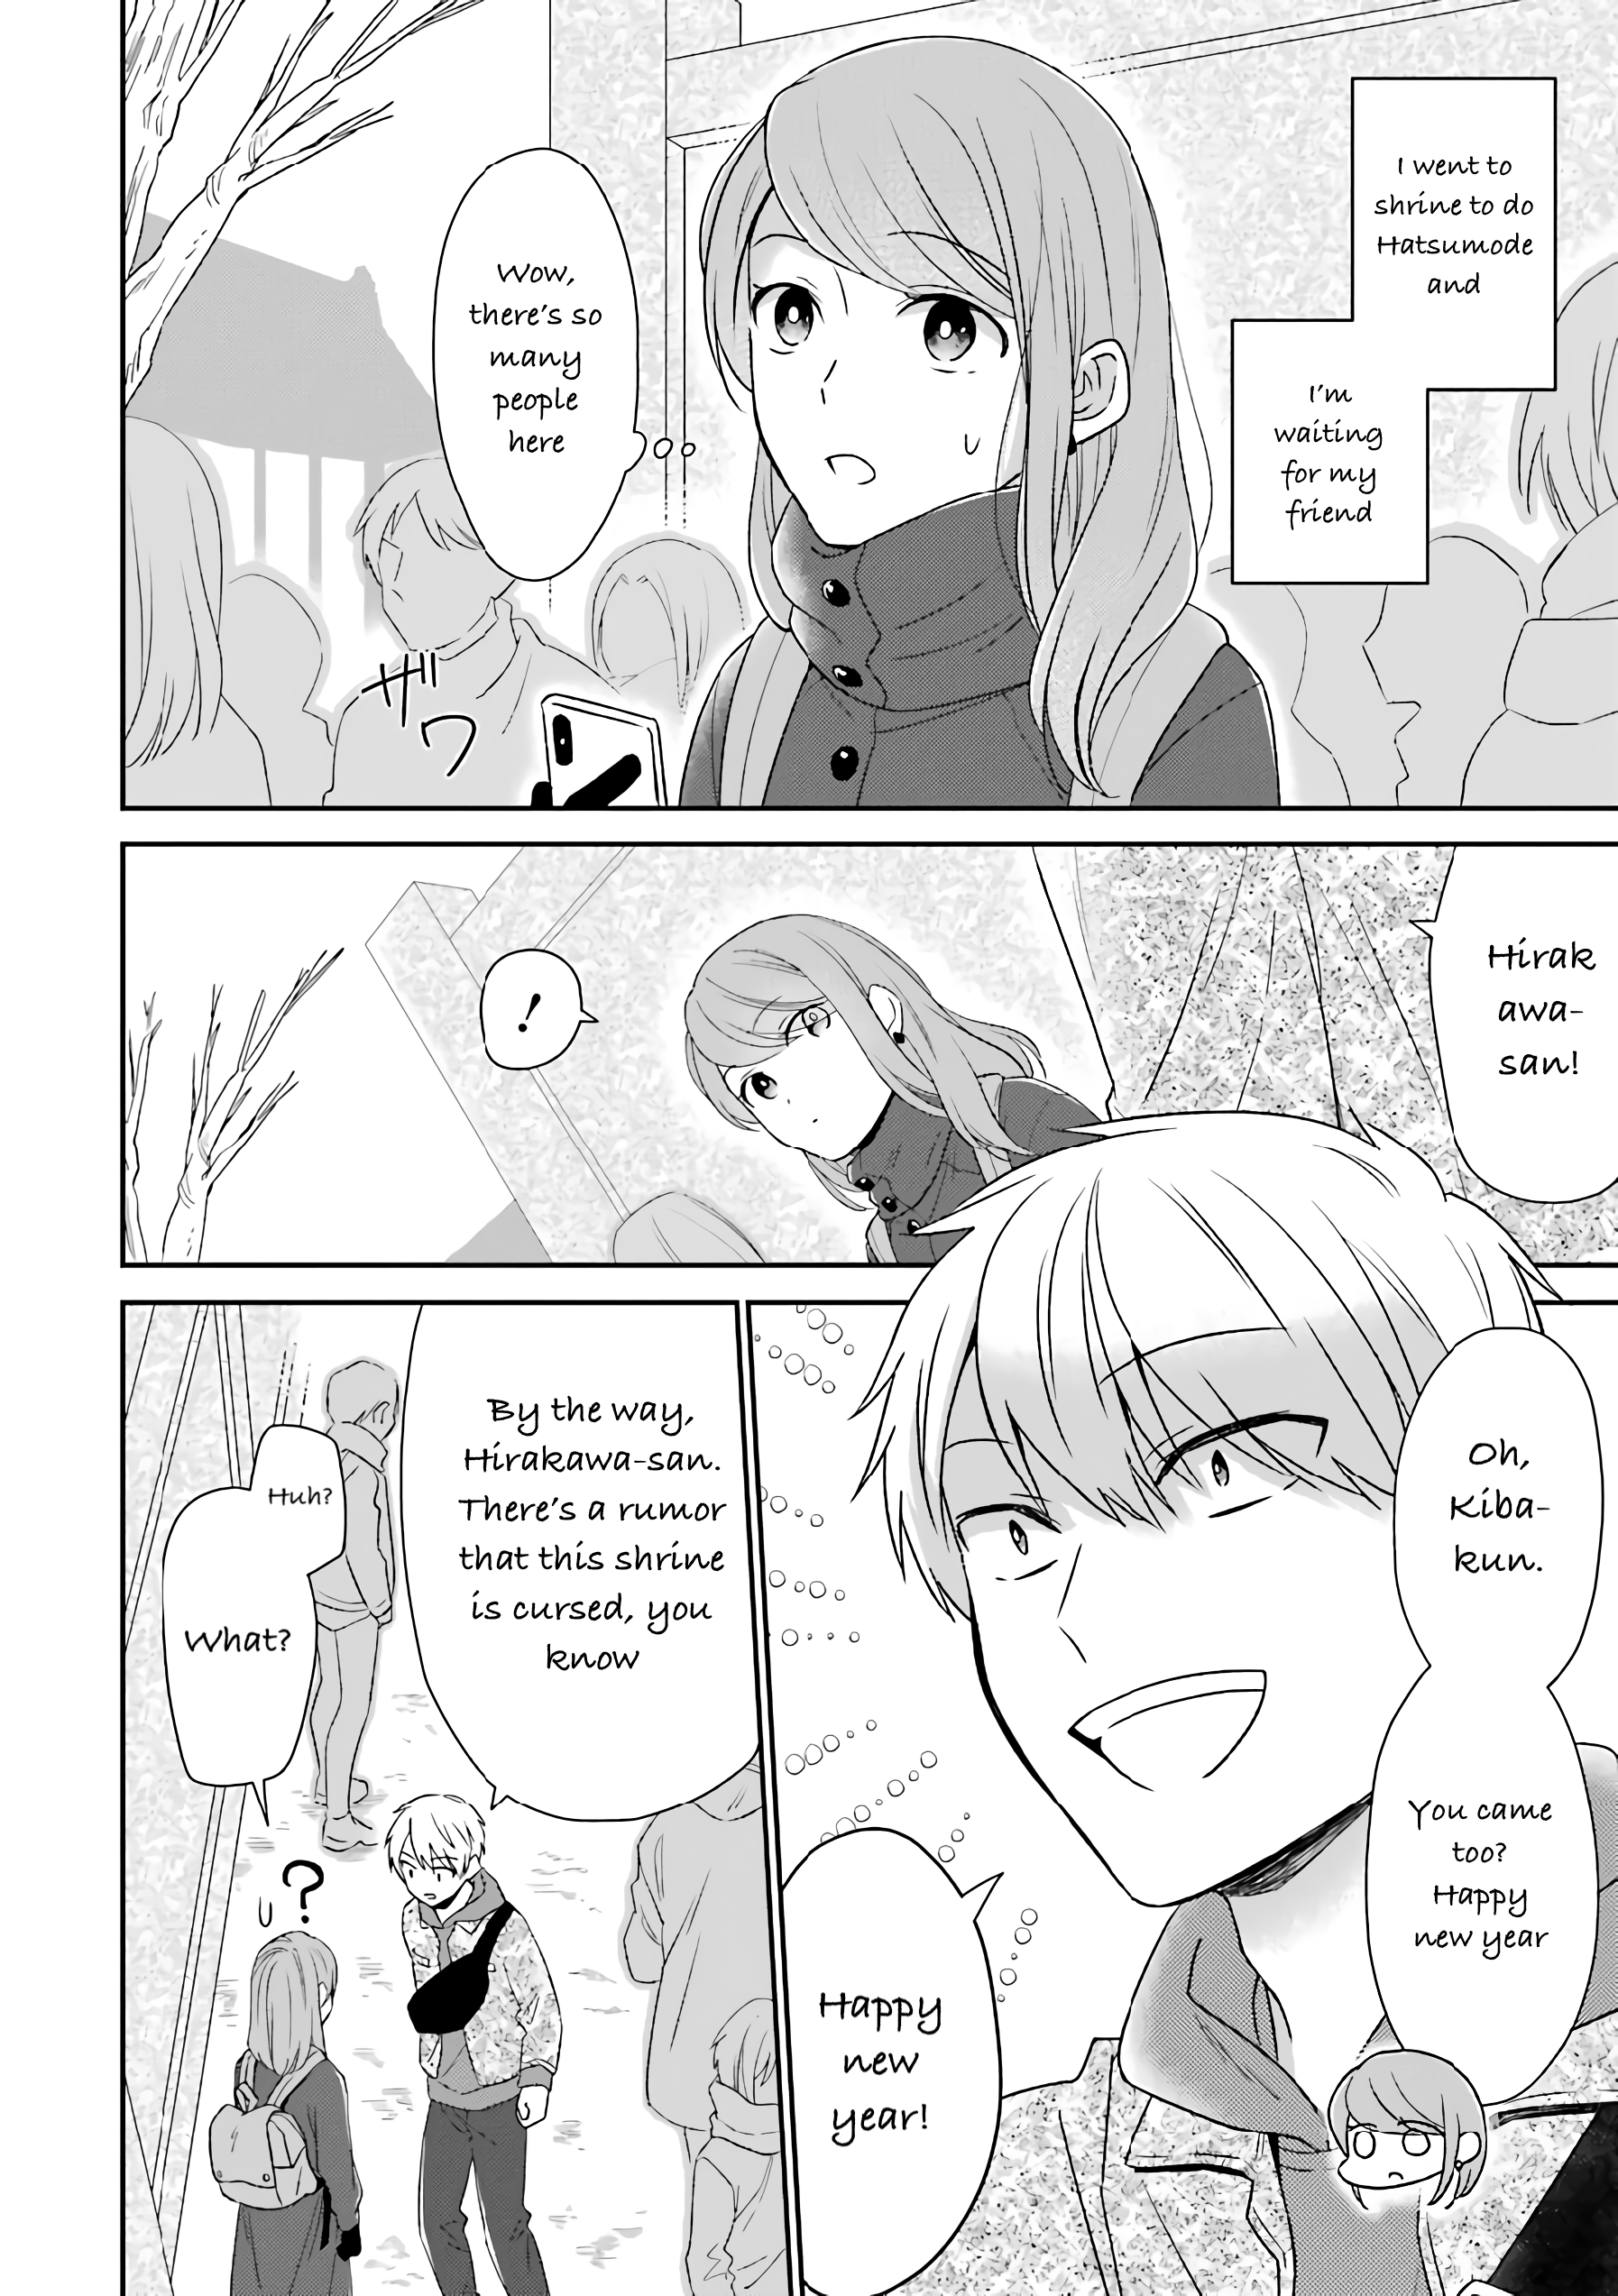 I went to
shrine to do
Hatsumode
and
I'm
waiting
for my
friend
Wow,
there's so
many
people
here
ザワ
Hirak
awa-
san!
!
Oh,
Kiba-
kun.
You came
too?
Happy
new year
Happy
new
year!
By the way,
Hirakawa-san.
There's a rumor
that this shrine
is cursed, you
know
Huh?
What?
?